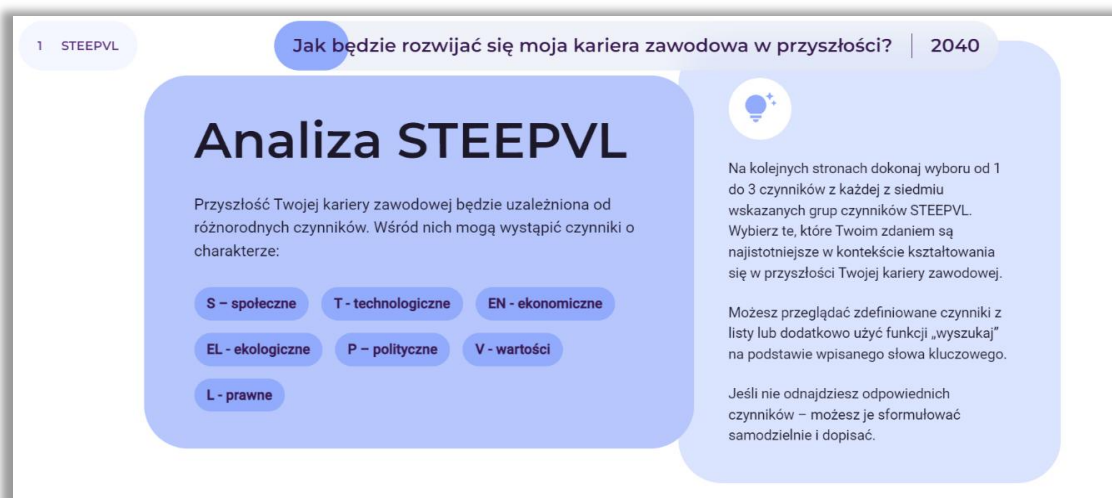 1 STEEPVL
Jak będzie rozwijać się moja kariera zawodowa w przyszłości? | 2040
Analiza STEEPVL
Przyszłość Twojej kariery zawodowej będzie uzależniona od
różnorodnych czynników. Wśród nich mogą wystąpić czynniki o
charakterze:
S – społeczne
T - technologiczne
EN - ekonomiczne
EL - ekologiczne
P – polityczne
V - wartości
L - prawne
Na kolejnych stronach dokonaj wyboru od 1
do 3 czynników z każdej z siedmiu
wskazanych grup czynników STEEPVL.
Wybierz te, które Twoim zdaniem są
najistotniejsze w kontekście kształtowania
się w przyszłości Twojej kariery zawodowej.
Możesz przeglądać zdefiniowane czynniki z
listy lub dodatkowo użyć funkcji „wyszukaj”
na podstawie wpisanego słowa kluczowego.
Jeśli nie odnajdziesz odpowiednich
czynników – możesz je sformułować
samodzielnie i dopisać.